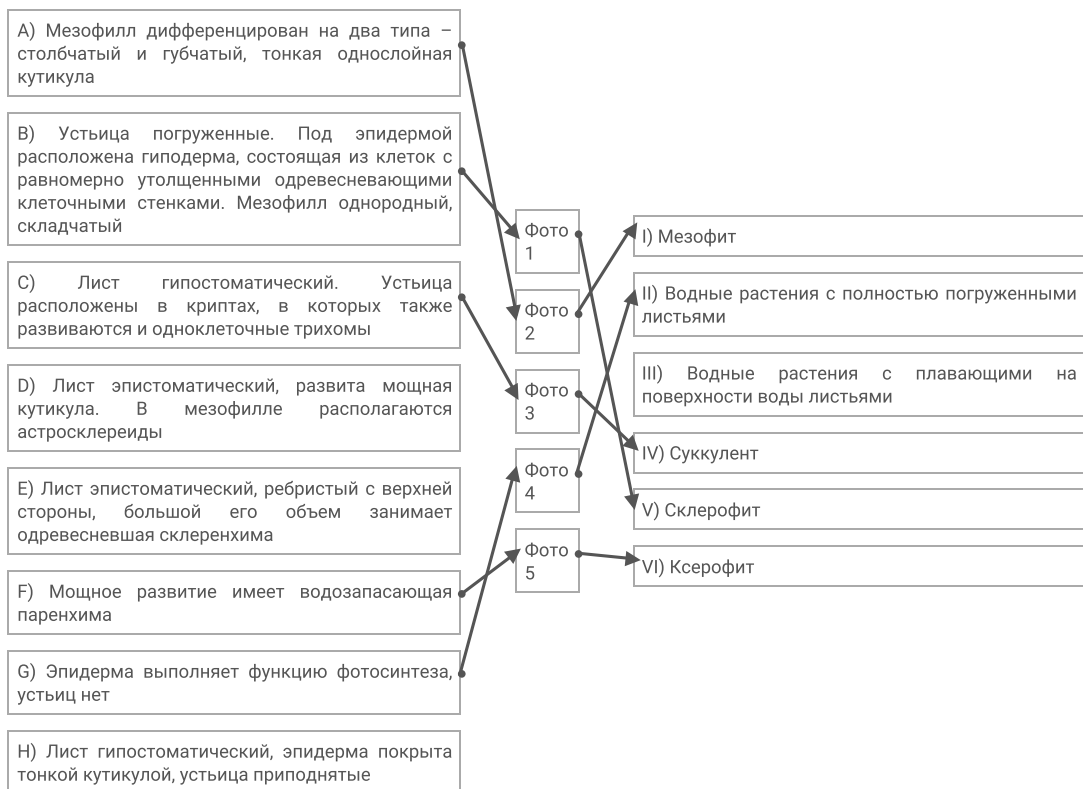 A) Мезофилл дифференцирован на два типа –
столбчатый и губчатый, тонкая однослойная
кутикула
B) Устьица погруженные. Под эпидермой
расположена гиподерма, состоящая из клеток с
равномерно утолщенными одревесневающими
клеточными стенками. Мезофилл однородный,
складчатый
C) Лист гипостоматический. Устьица
расположены в криптах, в которых также
развиваются и одноклеточные трихомы
D) Лист эпистоматический, развита мощная
кутикула. В мезофилле располагаются
астросклереиды
E) Лист эпистоматический, ребристый с верхней
стороны, большой его объем занимает
одревесневшая склеренхима
F) Мощное развитие имеет водозапасающая
паренхима
G) Эпидерма выполняет функцию фотосинтеза,
устьиц нет
H) Лист гипостоматический, эпидерма покрыта
тонкой кутикулой, устьица приподнятые
Фото
1
Фото
2
Фото
3
Фото
4
Фото
5
I) Мезофит
II) Водные растения с полностью погруженными
листьями
III) Водные растения с плавающими на
поверхности воды листьями
IV) Суккулент
V) Склерофит
VI) Ксерофит